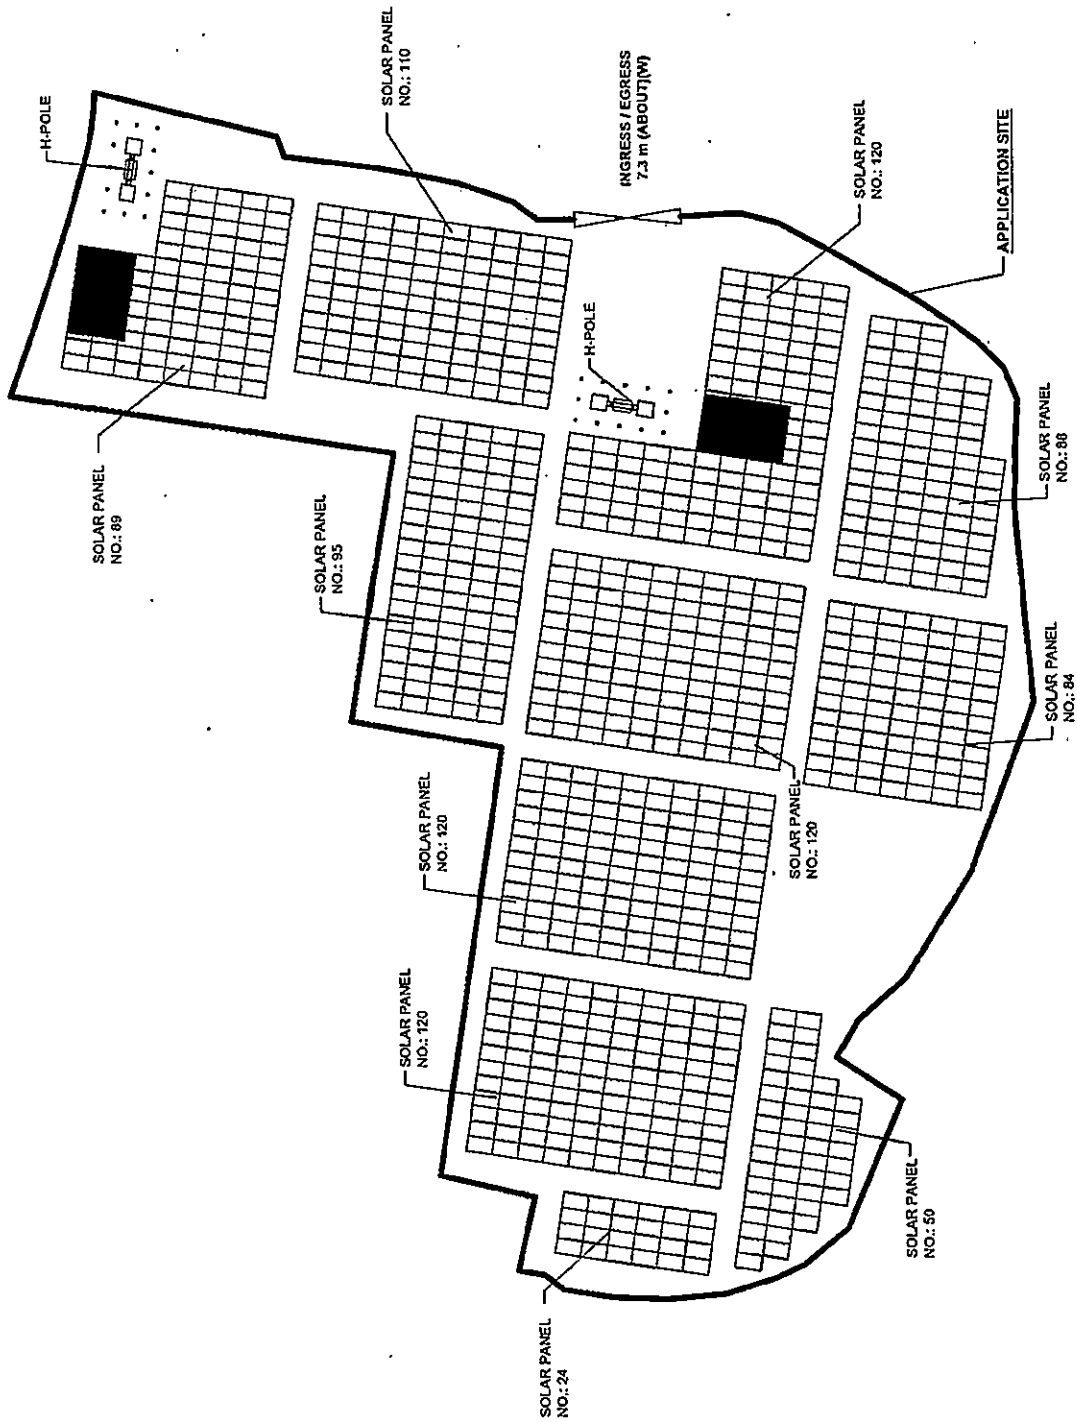 H-POLE
SOLAR PANEL
NO.: 110
INGRESS / EGRESS
7.3 m (ABOUT)(W)
SOLAR PANEL
NO.: 120
APPLICATION SITE
H-POLE
SOLAR PANEL
NO.: 89
SOLAR PANEL
NO.: 95
SOLAR PANEL
NO.:
SOLAR PANEL
NO.: 84
SOLAR PANEL
NO.: 120
SOLAR PANEL
NO.: 120
SOLAR PANEL
NO.: 120
SOLAR PANEL
NO.: 50
SOLAR PANEL
NO.: 24